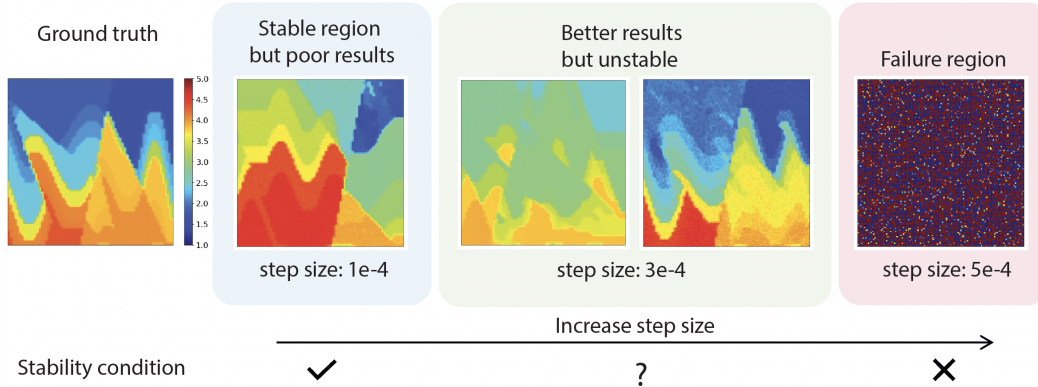 Ground truth
Stable region
but poor results
Better results
but unstable
Failure region
5.0
4.5
4.0
3.5
3.0
2.5
2.0
1.5
1.0
step size: 1e-4
step size: 3e-4
step size: 5e-4
Increase step size
Stability condition
?